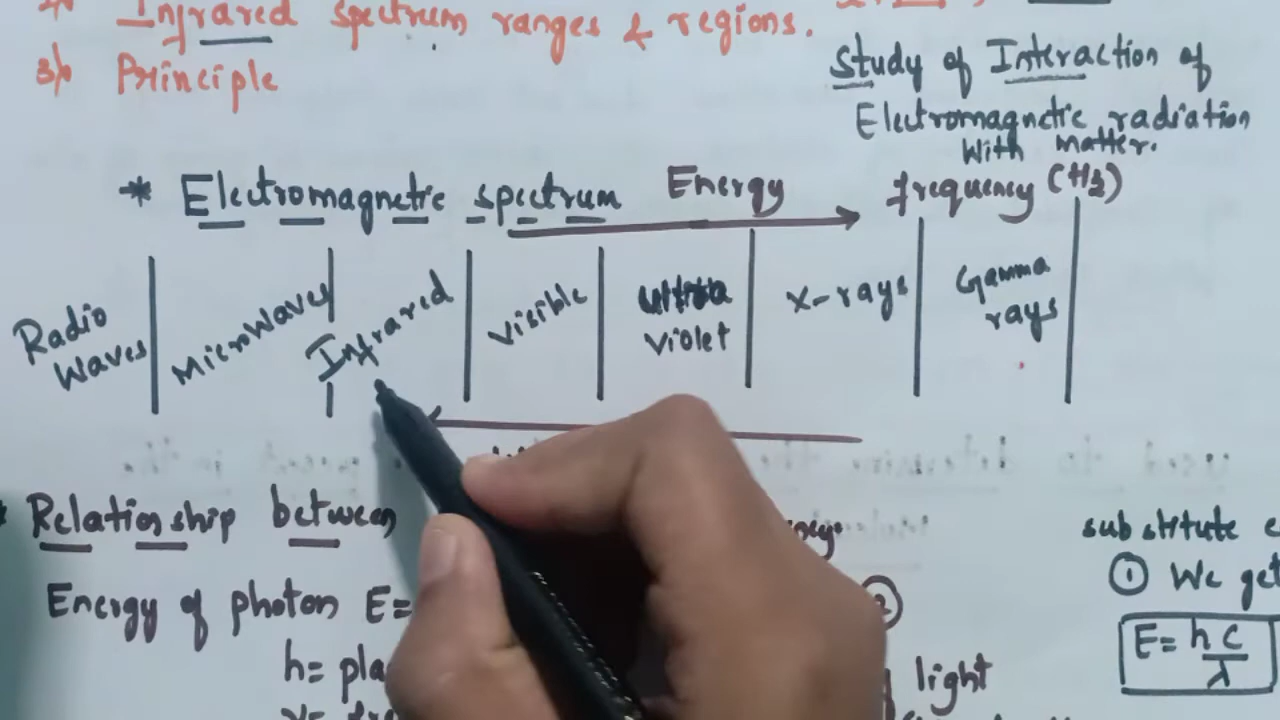 Infrared spectrum ranges & regions.
3) Principle
Study of Interaction of
Electromagnetic radiation
With matter.
* Electromagnetic spectrum
Energy
frequency (Hz)
Radio
Waves
MicroWaves
Infrared
Visible
Ultra
Violet
X-rays
Gamma
rays
Relationship between
Energy of photon E=
h=
light
substitute
① We get
E= hc/λ